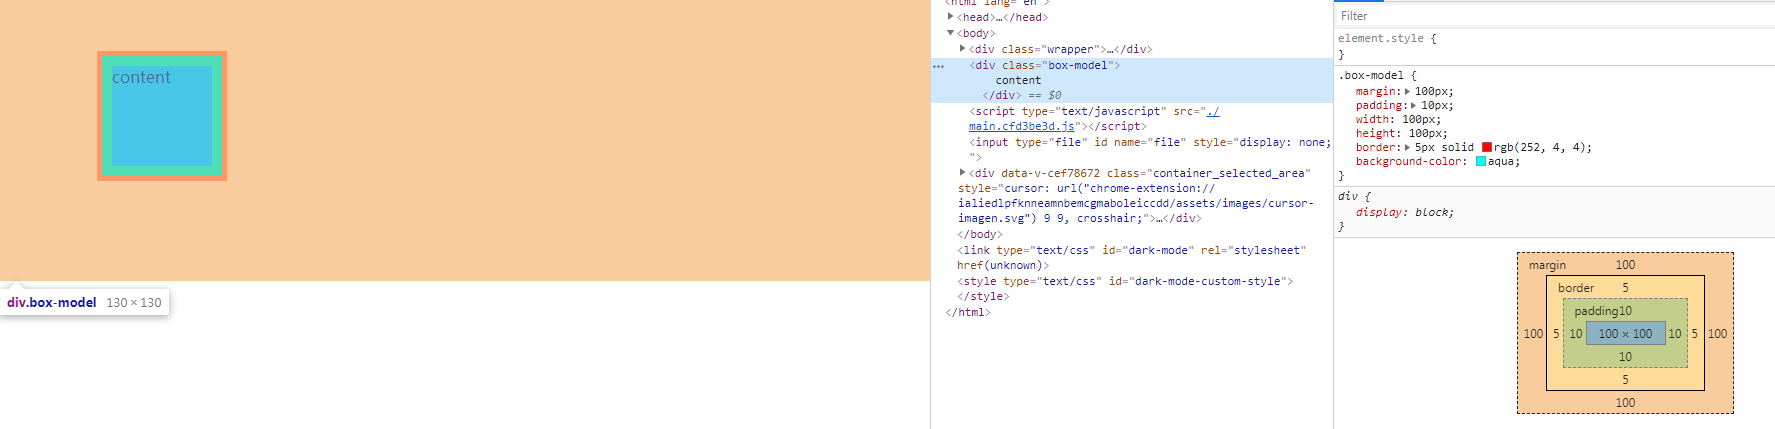 content
div.box-model 130 × 130
<html lang="en">
<head>…</head>
<body>
<div class="wrapper">…</div>
<div class="box-model">
content
</div> == $0
<script type="text/javascript" src="./
main.cfd3be3d.js"></script>
<input type="file" id name="file" style="display: none;
">
<div data-v-cef78672 class="container_selected_area"
style="cursor: url("chrome-extension://
ialiedlpfknneamnbemcgmaboleiccdd/assets/images/cursor-
imagen.svg") 9 9, crosshair;">…</div>
</body>
<link type="text/css" id="dark-mode" rel="stylesheet"
href(unknown)>
<style type="text/css" id="dark-mode-custom-style">
</style>
</html>
Filter
element.style {
}
.box-model {
margin: 100px;
padding: 10px;
width: 100px;
height: 100px;
border: 5px solid rgb(252, 4, 4);
background-color: aqua;
}
div {
display: block;
}
margin 100
border 5
padding10
100 5 10 100 × 100 10 5 100
10
5
100